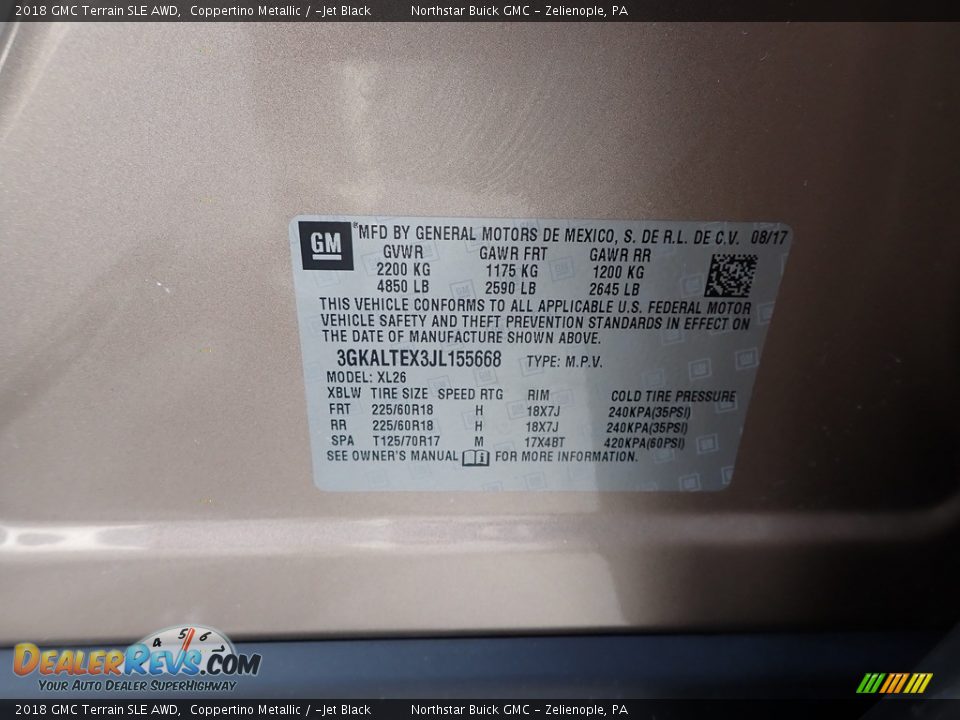 2018 GMC Terrain SLE AWD, Coppertino Metallic / -Jet Black Northstar Buick GMC - Zelienople, PA
GM ®MFD BY GENERAL MOTORS DE MEXICO, S. DE R.L. DE C.V. 08/17
GVWR GAWR FRT GAWR RR
2200 KG 1175 KG 1200 KG
4850 LB 2590 LB 2645 LB
THIS VEHICLE CONFORMS TO ALL APPLICABLE U.S. FEDERAL MOTOR
VEHICLE SAFETY AND THEFT PREVENTION STANDARDS IN EFFECT ON
THE DATE OF MANUFACTURE SHOWN ABOVE.
3GKALTEX3JL155668 TYPE: M.P.V.
MODEL: XL26
XBLW TIRE SIZE SPEED RTG RIM COLD TIRE PRESSURE
FRT 225/60R18 H 18X7J 240KPA(35PSI)
RR 225/60R18 H 18X7J 240KPA(35PSI)
SPA T125/70R17 M 17X4BT 420KPA(60PSI)
SEE OWNER'S MANUAL i FOR MORE INFORMATION.
4 5 6 7
DEALERREVS.COM
YOUR AUTO DEALER SUPERHIGHWAY
2018 GMC Terrain SLE AWD, Coppertino Metallic / -Jet Black Northstar Buick GMC - Zelienople, PA